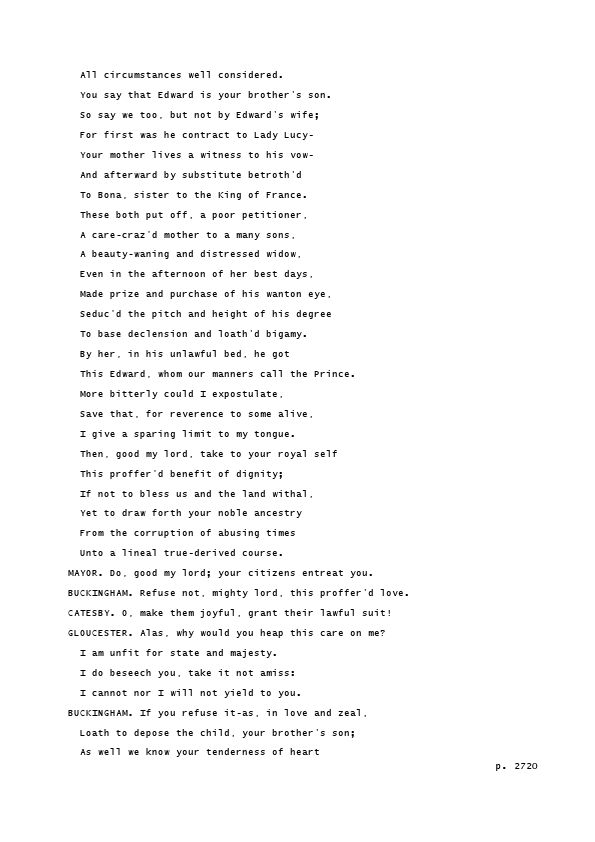 All circumstances well considered.
You say that Edward is your brother's son.
So say we too, but not by Edward's wife;
For first was he contract to Lady Lucy-
Your mother lives a witness to his vow-
And afterward by substitute betroth'd
To Bona, sister to the King of France.
These both put off, a poor petitioner,
A care-craz'd mother to a many sons,
A beauty-waning and distressed widow,
Even in the afternoon of her best days,
Made prize and purchase of his wanton eye,
Seduc'd the pitch and height of his degree
To base declension and loath'd bigamy.
By her, in his unlawful bed, he got
This Edward, whom our manners call the Prince.
More bitterly could I expostulate,
Save that, for reverence to some alive,
I give a sparing limit to my tongue.
Then, good my lord, take to your royal self
This proffer'd benefit of dignity;
If not to bless us and the land withal,
Yet to draw forth your noble ancestry
From the corruption of abusing times
Unto a lineal true-derived course.
MAYOR. Do, good my lord; your citizens entreat you.
BUCKINGHAM. Refuse not, mighty lord, this proffer'd love.
CATESBY. O, make them joyful, grant their lawful suit!
GLOUCESTER. Alas, why would you heap this care on me?
I am unfit for state and majesty.
I do beseech you, take it not amiss:
I cannot nor I will not yield to you.
BUCKINGHAM. If you refuse it-as, in love and zeal,
Loath to depose the child, your brother's son;
As well we know your tenderness of heart
p. 2720